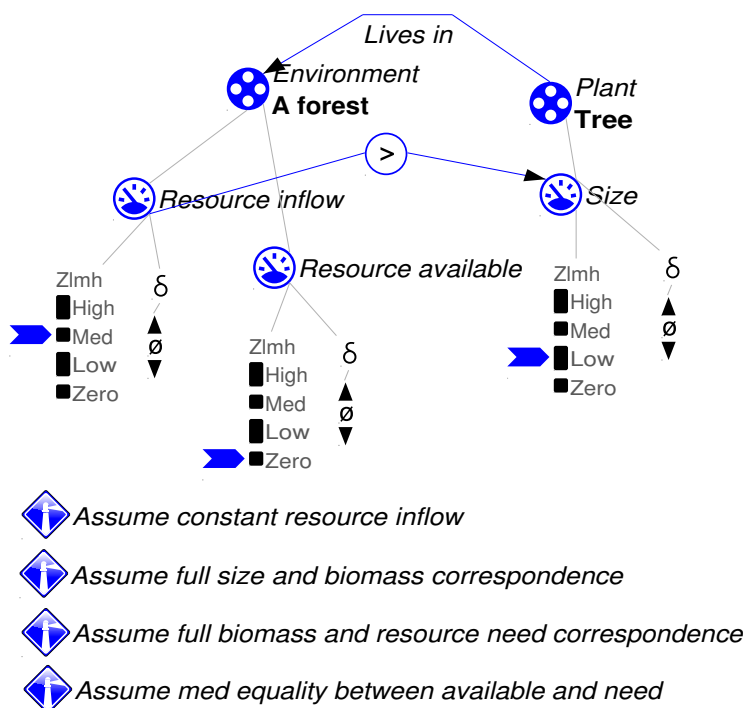 Lives in
Environment
A forest
Plant
Tree
>
Resource inflow
Size
Resource available
Zlmh
High
Med
Low
Zero
δ
ø
Zlmh
High
Med
Low
Zero
δ
ø
Zlmh
High
Med
Low
Zero
δ
ø
Assume constant resource inflow
Assume full size and biomass correspondence
Assume full biomass and resource need correspondence
Assume med equality between available and need